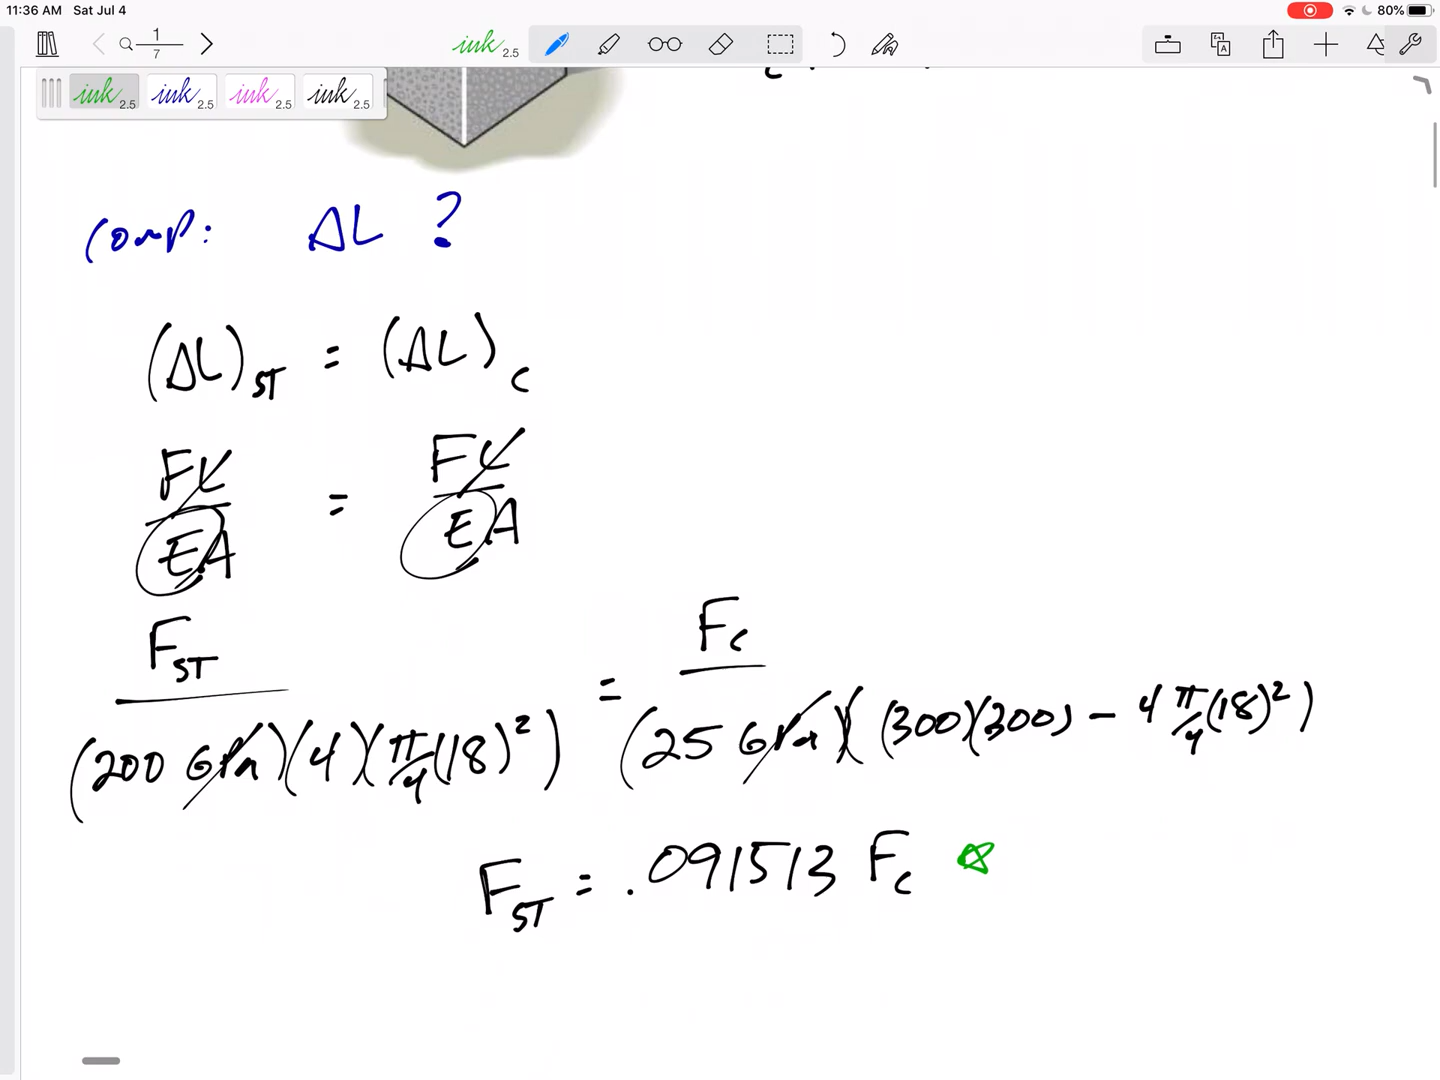 11:36 AM Sat Jul 4
80%
1
7
ink 2.5
ink 2.5
ink 2.5
ink 2.5
ink 2.5
Comp: ΔL ?
(ΔL)ST = (ΔL)C
FL/EA = FL/EA
FST/((200 GPa)(4)(π/4(18)²)) = FC/((25 GPa)((300)(300) - 4 π/4(18)²))
FST = .091513 FC